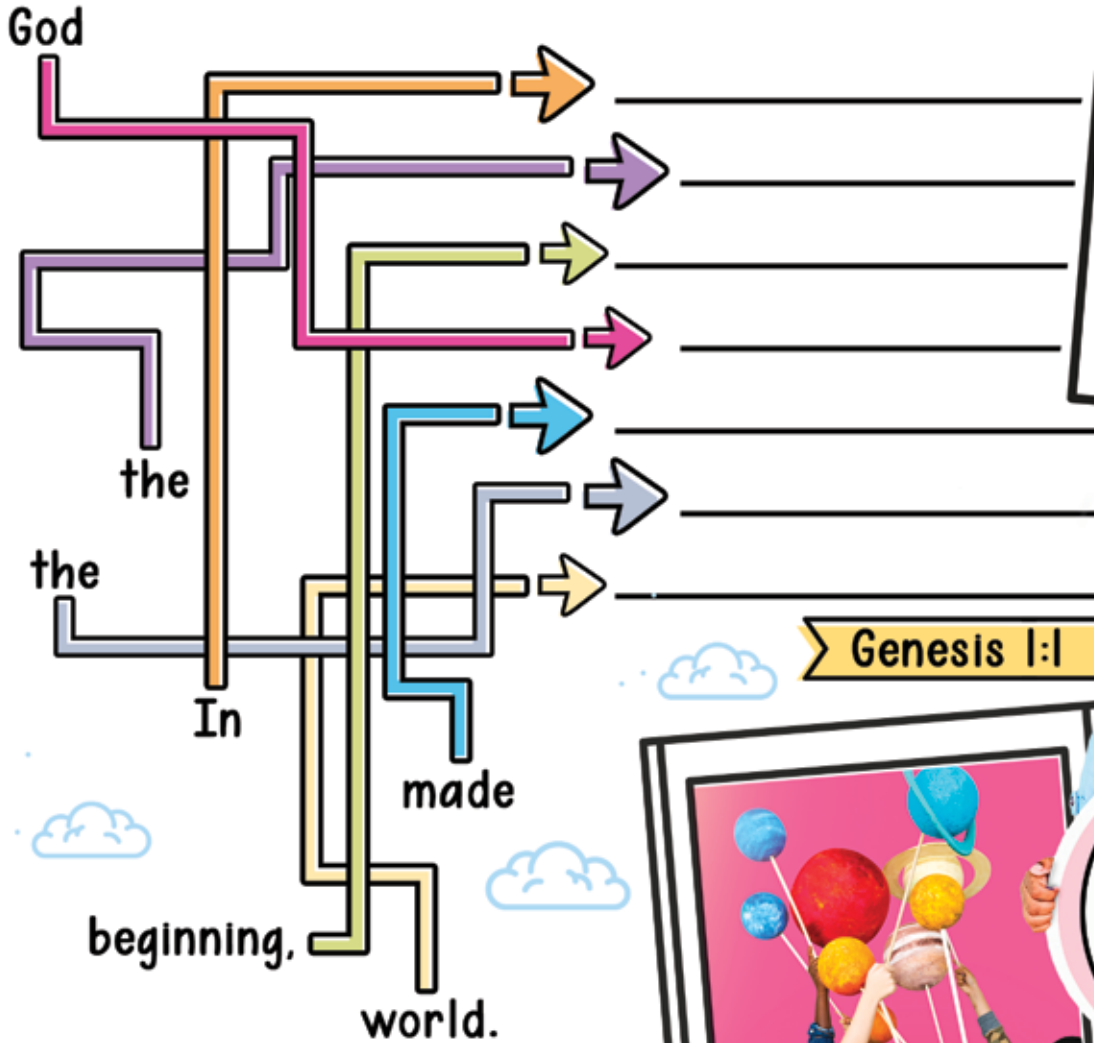 God
the
the
In
made
beginning,
world.
Genesis 1:1